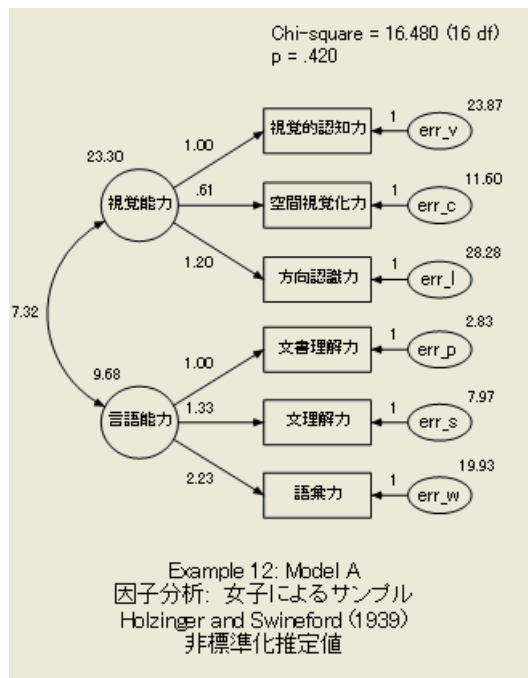 Chi-square = 16.480 (16 df)
p = .420
23.87
1.00
視覚的認知力
1
err_v
23.30
11.60
視覚能力
.61
空間視覚化力
1
err_c
28.28
1.20
方向認識力
1
err_l
7.32
2.83
1.00
文書理解力
1
err_p
9.68
7.97
言語能力
1.33
文理解力
1
err_s
19.93
2.23
語彙力
1
err_w
Example 12: Model A
因子分析: 女子によるサンプル
Holzinger and Swineford (1939)
非標準化推定値